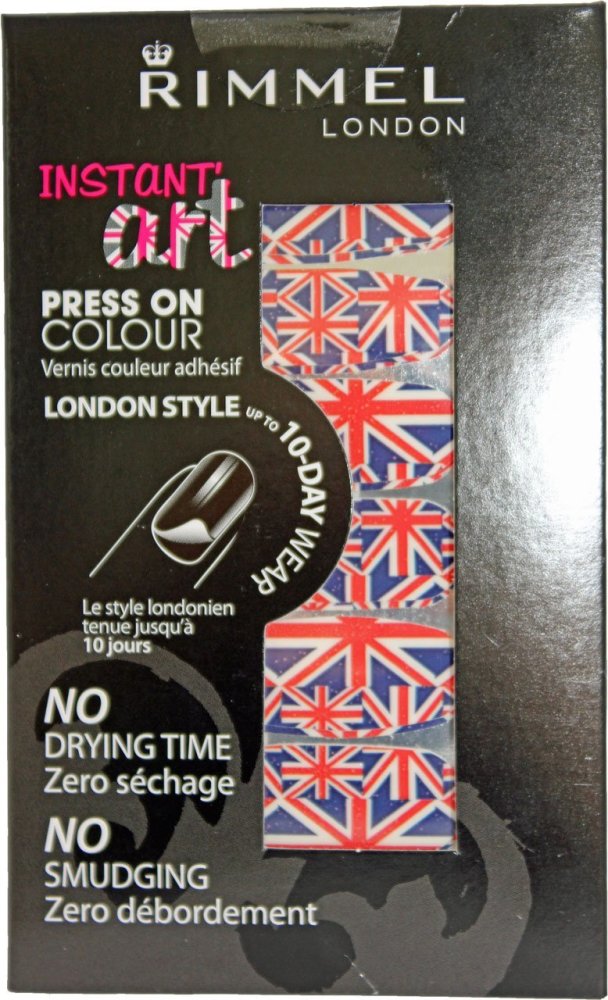 RIMMEL
LONDON
INSTANT'
art
PRESS ON
COLOUR
Vernis couleur adhésif
LONDON STYLE
UP TO 10-DAY WEAR
Le style londonien
tenue jusqu'à
10 jours
NO
DRYING TIME
Zero séchage
NO
SMUDGING
Zero débordement